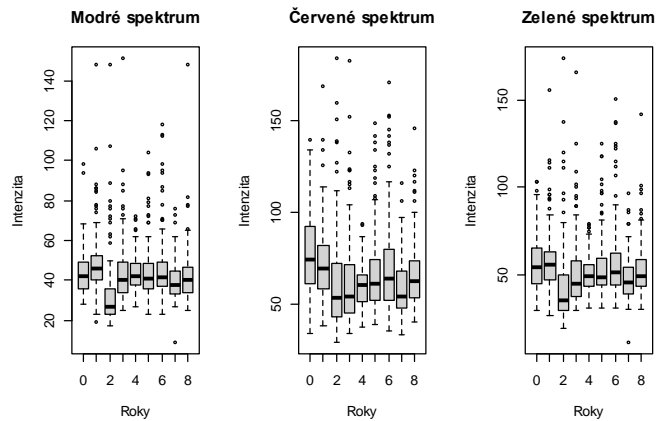 Modré spektrum
Intenzita
20
40
60
80
100
120
140
0 2 4 6 8
Roky
Červené spektrum
Intenzita
50
100
150
0 2 4 6 8
Roky
Zelené spektrum
Intenzita
50
100
150
0 2 4 6 8
Roky